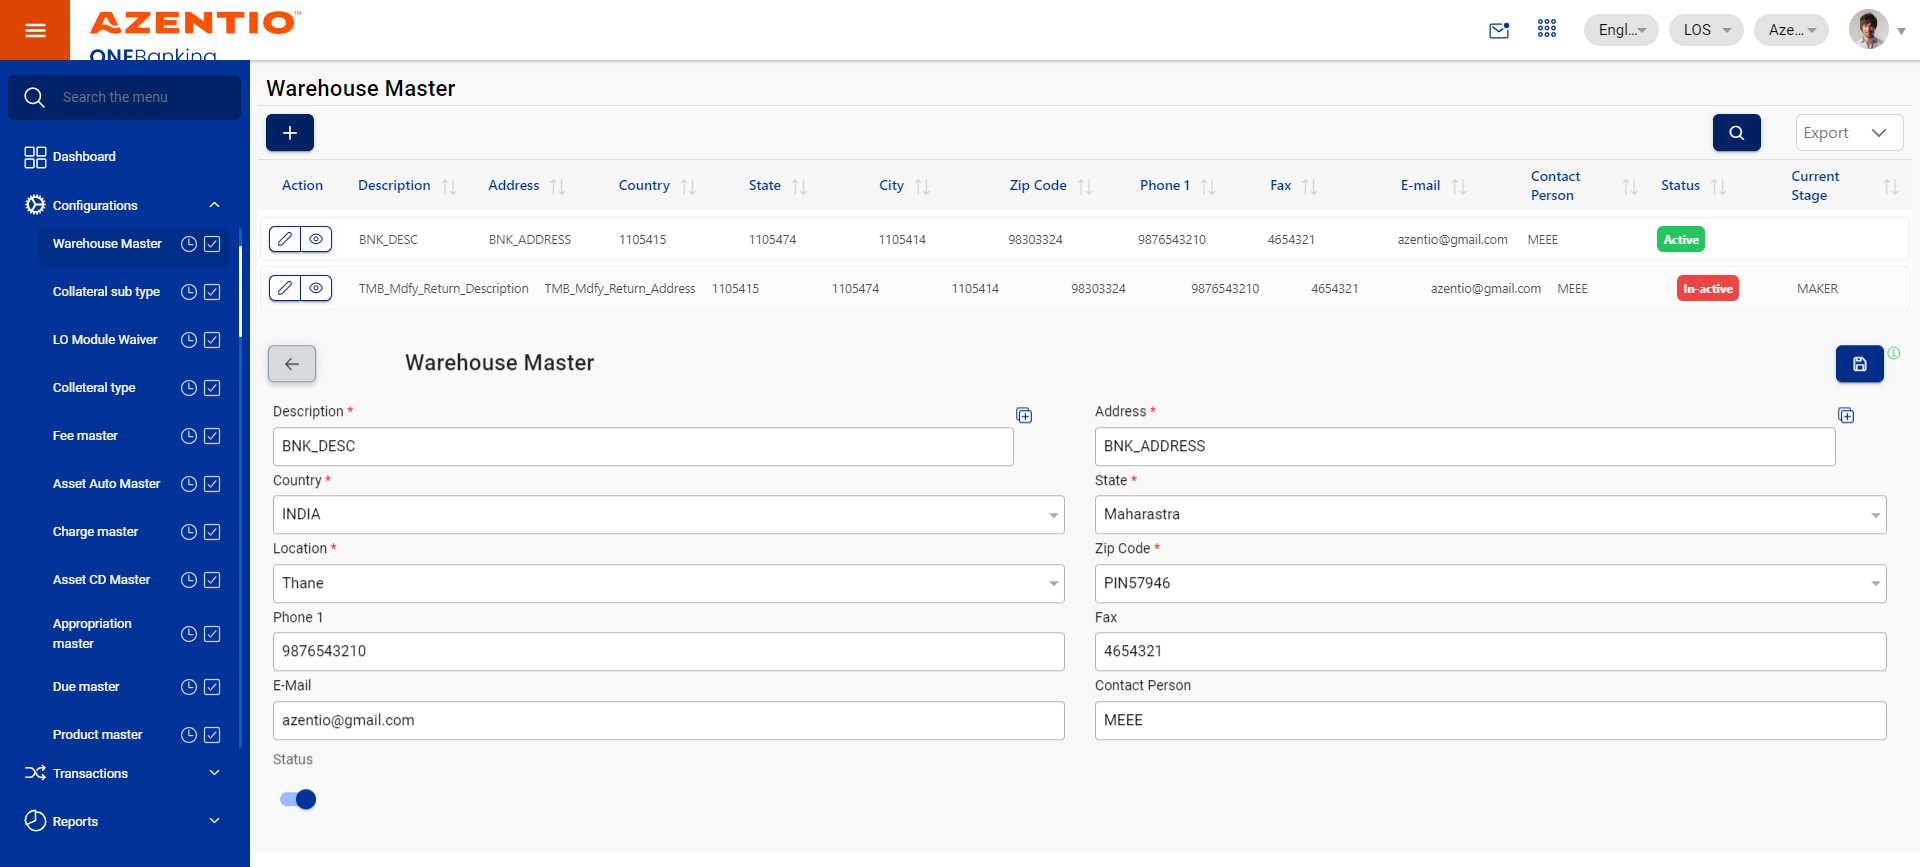 AZENTIO™
ONEBanking
Engl...
LOS
Aze...
Search the menu
Dashboard
Configurations
Warehouse Master
Collateral sub type
LO Module Waiver
Colleteral type
Fee master
Asset Auto Master
Charge master
Asset CD Master
Appropriation
master
Due master
Product master
Transactions
Reports
Warehouse Master
Export
Action Description Address Country State City Zip Code Phone 1 Fax E-mail Contact Person Status Current Stage
BNK_DESC BNK_ADDRESS 1105415 1105474 1105414 98303324 9876543210 4654321 azentio@gmail.com MEEE Active
TMB_Mdfy_Return_Description TMB_Mdfy_Return_Address 1105415 1105474 1105414 98303324 9876543210 4654321 azentio@gmail.com MEEE In-active MAKER
Warehouse Master
Description * Address *
BNK_DESC BNK_ADDRESS
Country * State *
INDIA Maharastra
Location * Zip Code *
Thane PIN57946
Phone 1 Fax
9876543210 4654321
E-Mail Contact Person
azentio@gmail.com MEEE
Status